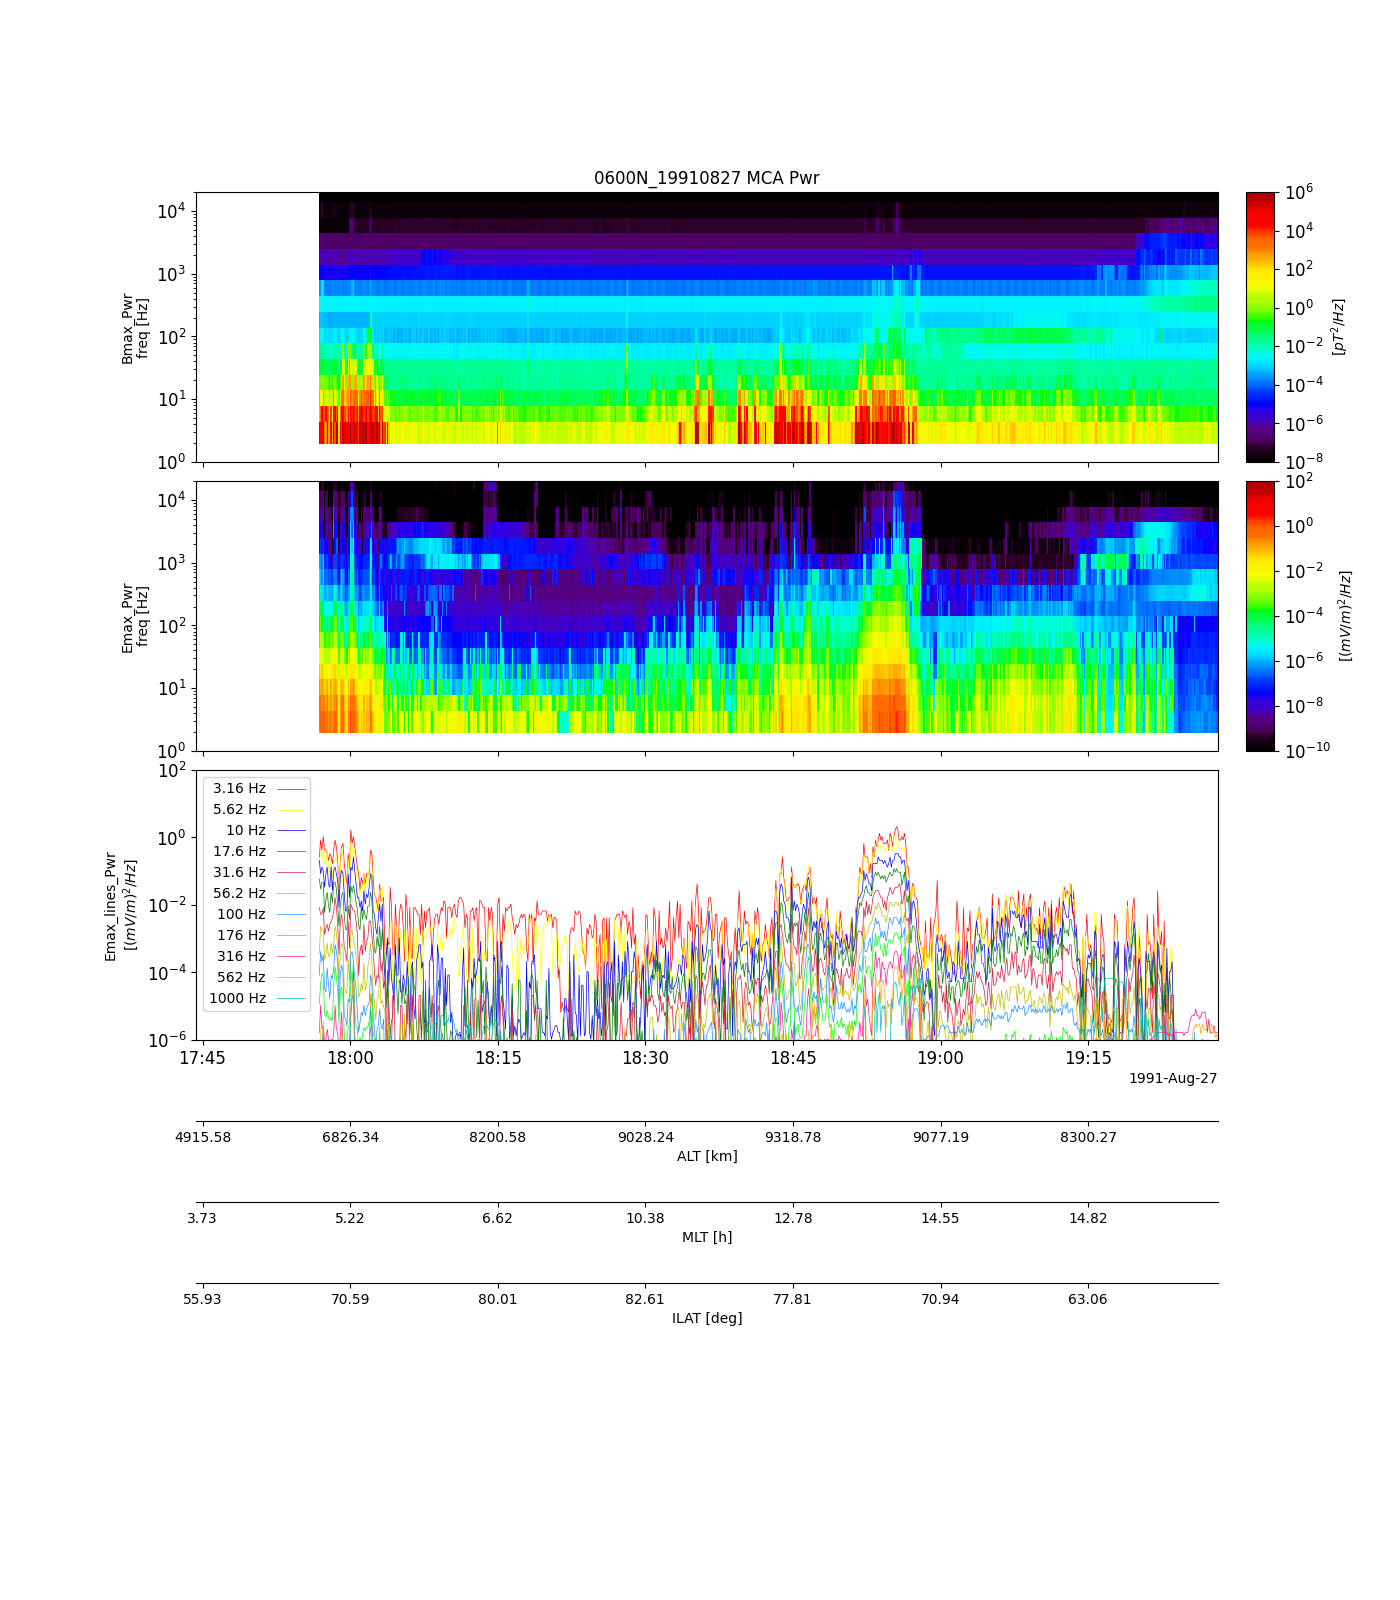 0600N_19910827 MCA Pwr
10^4
10^3
10^2
10^1
10^0
Bmax_Pwr
freq [Hz]
10^6
10^4
10^2
10^0
10^-2
10^-4
10^-6
10^-8
[pT^2/Hz]
10^4
10^3
10^2
10^1
10^0
Emax_Pwr
freq [Hz]
10^2
10^0
10^-2
10^-4
10^-6
10^-8
10^-10
[(mV/m)^2/Hz]
10^2
10^0
10^-2
10^-4
10^-6
Emax_lines_Pwr
[(mV/m)^2/Hz]
3.16 Hz
5.62 Hz
10 Hz
17.6 Hz
31.6 Hz
56.2 Hz
100 Hz
176 Hz
316 Hz
562 Hz
1000 Hz
17:45 18:00 18:15 18:30 18:45 19:00 19:15
1991-Aug-27
4915.58 6826.34 8200.58 9028.24 9318.78 9077.19 8300.27
ALT [km]
3.73 5.22 6.62 10.38 12.78 14.55 14.82
MLT [h]
55.93 70.59 80.01 82.61 77.81 70.94 63.06
ILAT [deg]